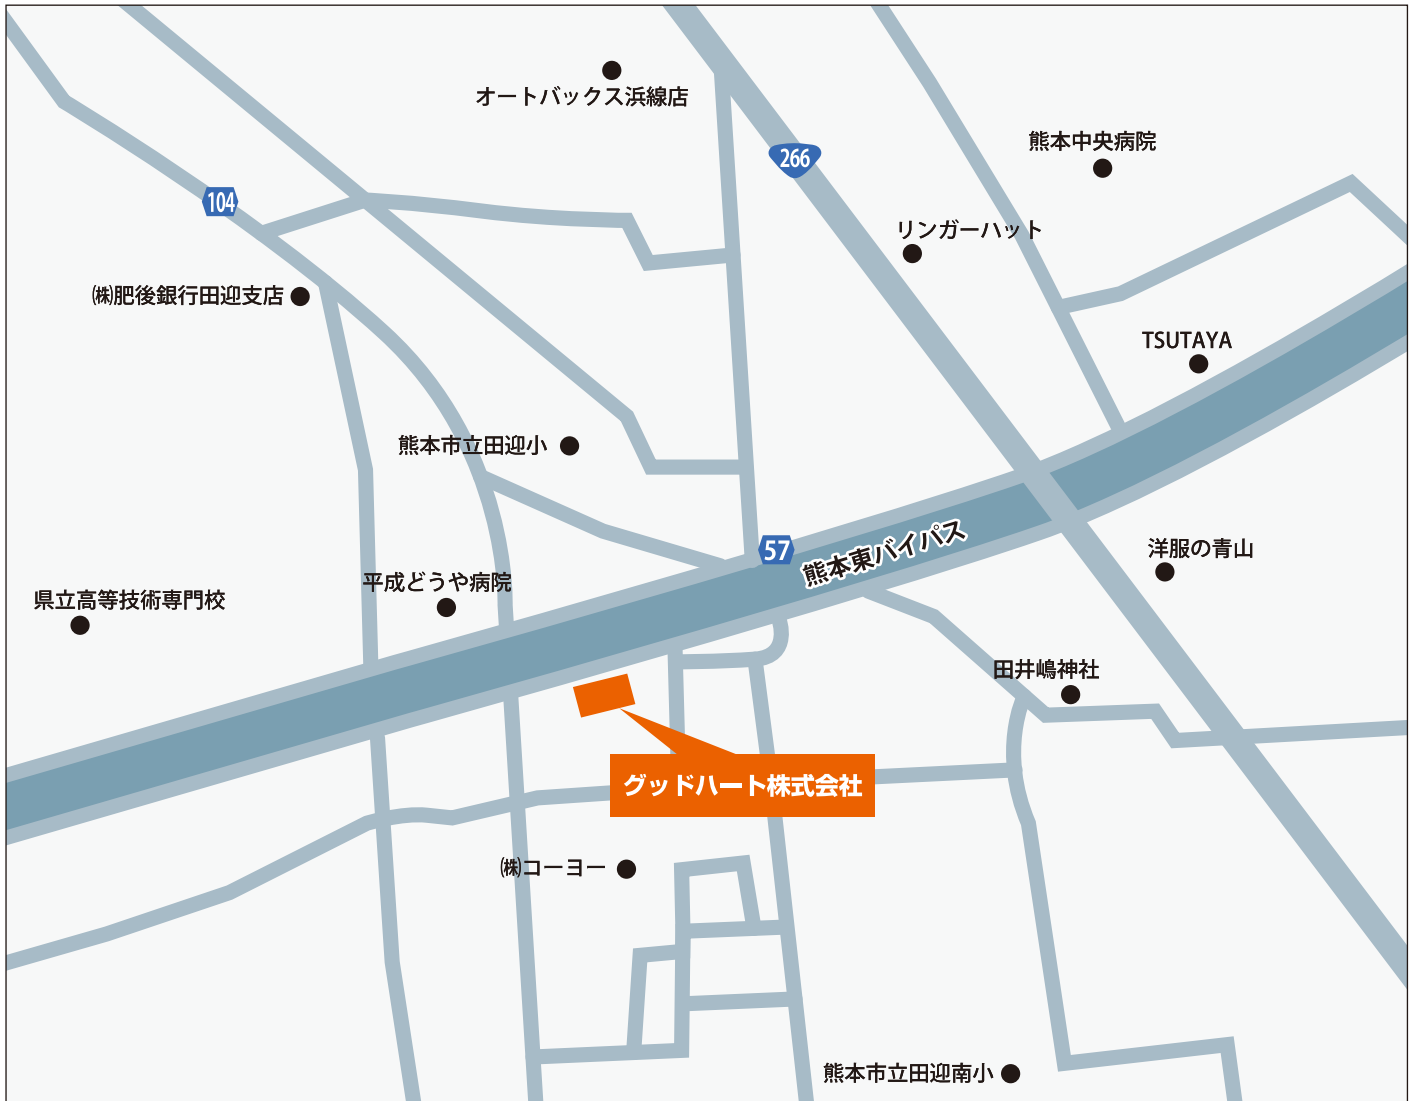 オートバックス浜線店
熊本中央病院
266
104
リンガーハット
㈱肥後銀行田迎支店
TSUTAYA
熊本市立田迎小
57
熊本東バイパス
洋服の青山
平成どうや病院
県立高等技術専門校
田井嶋神社
グッドハート株式会社
㈱コーヨー
熊本市立田迎南小